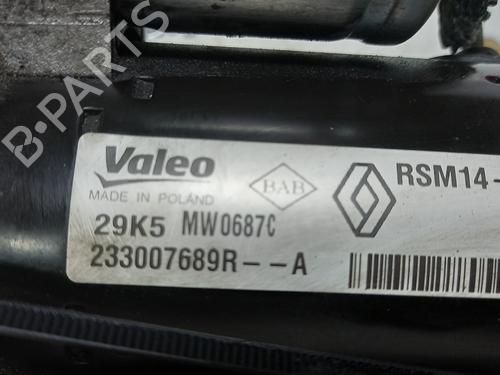 B-PARTS
Valeo
MADE IN POLAND
BAB
RSM14-
29K5 MW0687C
233007689R--A